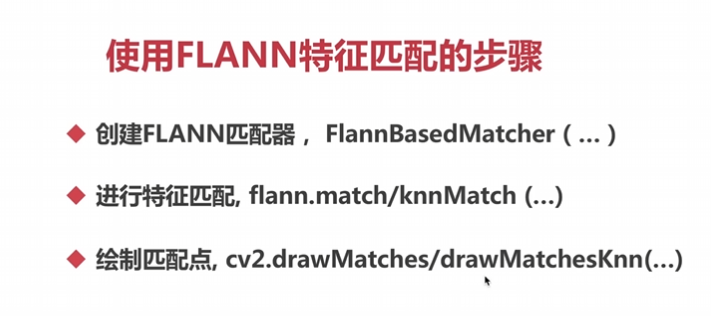 使用FLANN特征匹配的步骤
创建FLANN匹配器， FlannBasedMatcher ( … )
进行特征匹配, flann.match/knnMatch (…)
绘制匹配点, cv2.drawMatches/drawMatchesKnn(…)